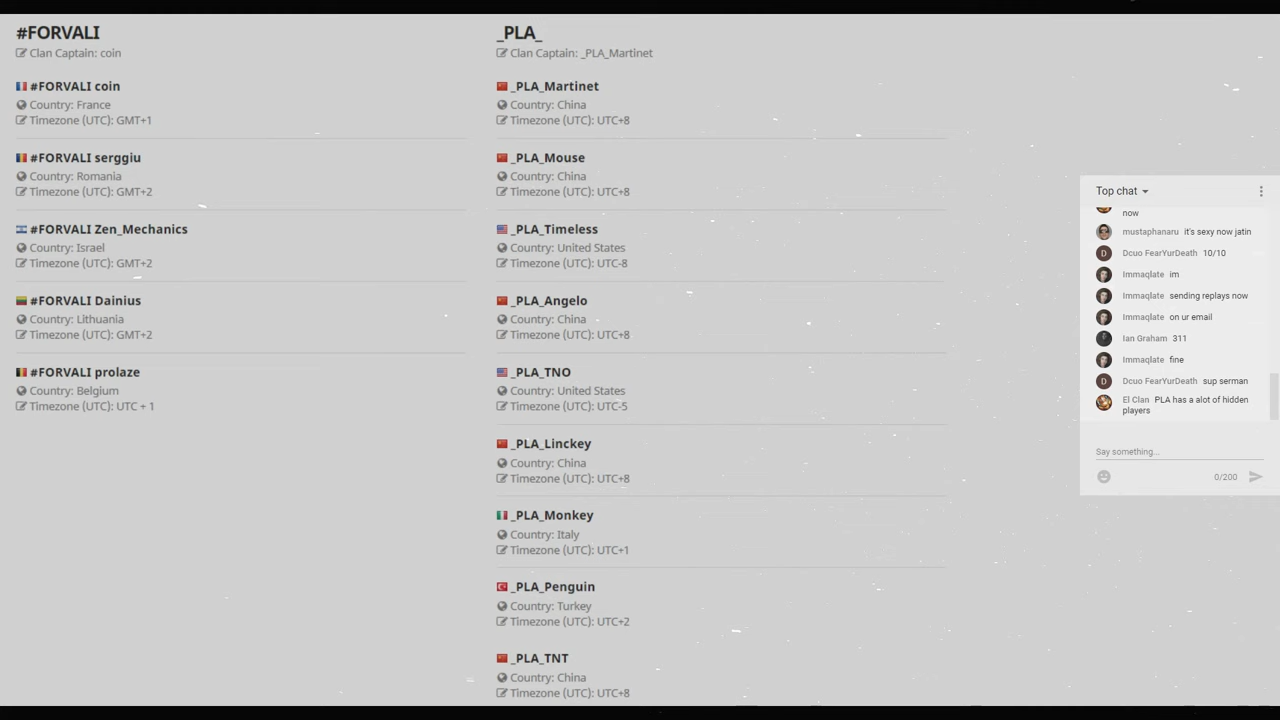 #FORVALI
Clan Captain: coin
#FORVALI coin
Country: France
Timezone (UTC): GMT+1
#FORVALI serggiu
Country: Romania
Timezone (UTC): GMT+2
#FORVALI Zen_Mechanics
Country: Israel
Timezone (UTC): GMT+2
#FORVALI Dainius
Country: Lithuania
Timezone (UTC): GMT+2
#FORVALI prolaze
Country: Belgium
Timezone (UTC): UTC + 1
_PLA_
Clan Captain: _PLA_Martinet
_PLA_Martinet
Country: China
Timezone (UTC): UTC+8
_PLA_Mouse
Country: China
Timezone (UTC): UTC+8
_PLA_Timeless
Country: United States
Timezone (UTC): UTC-8
_PLA_Angelo
Country: China
Timezone (UTC): UTC+8
_PLA_TNO
Country: United States
Timezone (UTC): UTC-5
_PLA_Linckey
Country: China
Timezone (UTC): UTC+8
_PLA_Monkey
Country: Italy
Timezone (UTC): UTC+1
_PLA_Penguin
Country: Turkey
Timezone (UTC): UTC+2
_PLA_TNT
Country: China
Timezone (UTC): UTC+8
Top chat
now
mustaphanaru it's sexy now jatin
D Dcuo FearYurDeath 10/10
Immaqlate im
Immaqlate sending replays now
Immaqlate on ur email
Ian Graham 311
Immaqlate fine
D Dcuo FearYurDeath sup serman
El Clan PLA has a alot of hidden
players
Say something...
0/200